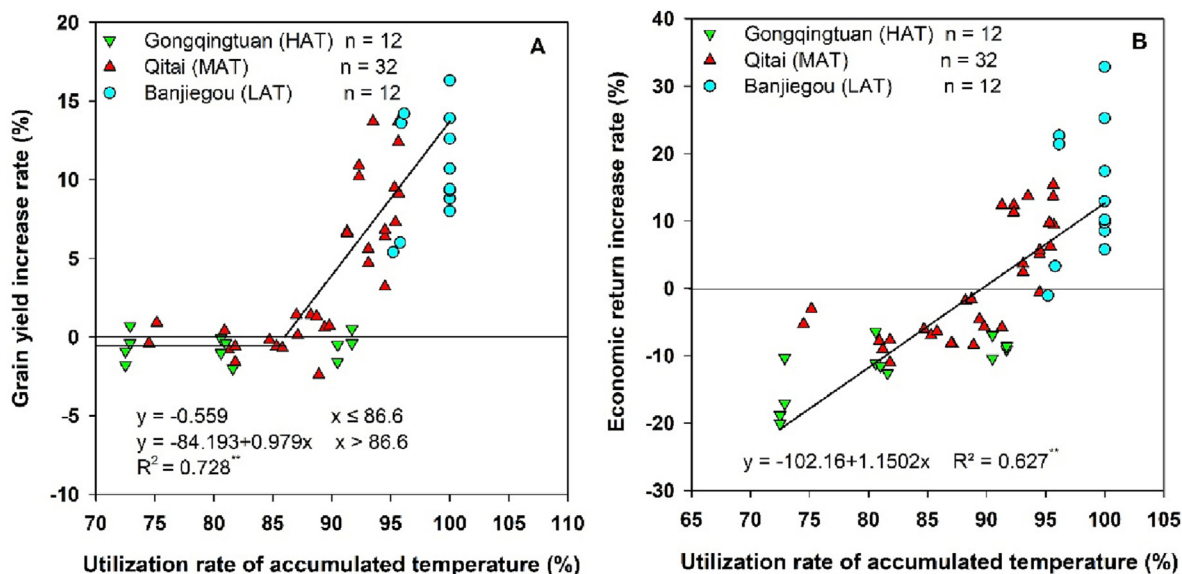 A
Gongqingtuan (HAT) n = 12
Qitai (MAT) n = 32
Banjiegou (LAT) n = 12
Grain yield increase rate (%)
20
15
10
5
0
-5
-10
y = -0.559 x ≤ 86.6
y = -84.193+0.979x x > 86.6
R² = 0.728**
70 75 80 85 90 95 100 105 110
Utilization rate of accumulated temperature (%)
B
Gongqingtuan (HAT) n = 12
Qitai (MAT) n = 32
Banjiegou (LAT) n = 12
Economic return increase rate (%)
40
30
20
10
0
-10
-20
-30
y = -102.16+1.1502x R² = 0.627**
65 70 75 80 85 90 95 100 105
Utilization rate of accumulated temperature (%)